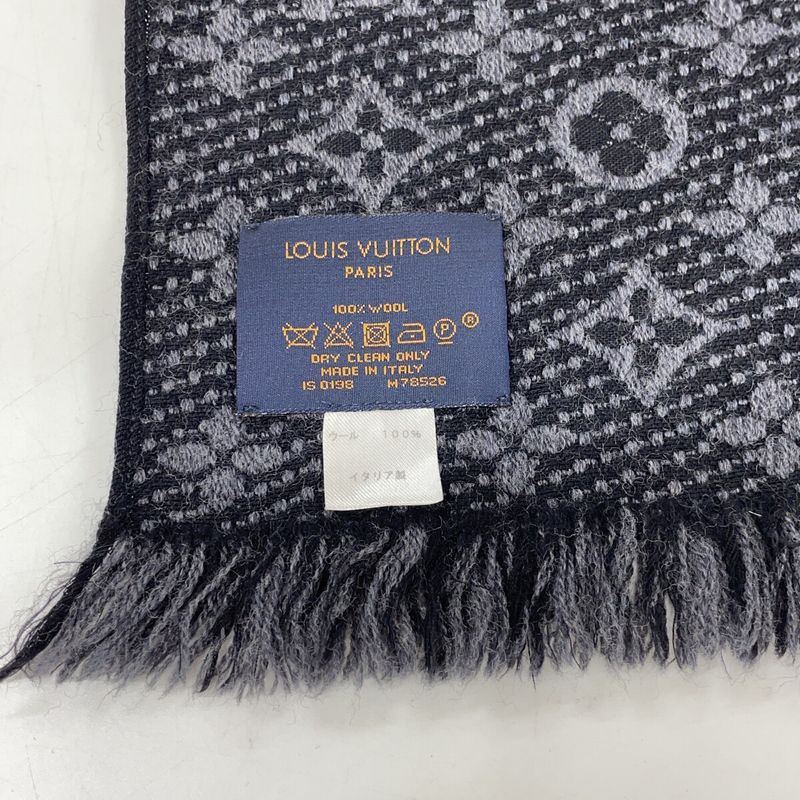 LOUIS VUITTON
PARIS
100% WOOL
P ®
DRY CLEAN ONLY
MADE IN ITALY
IS 0198 M78526
ウール 100%
イタリア製